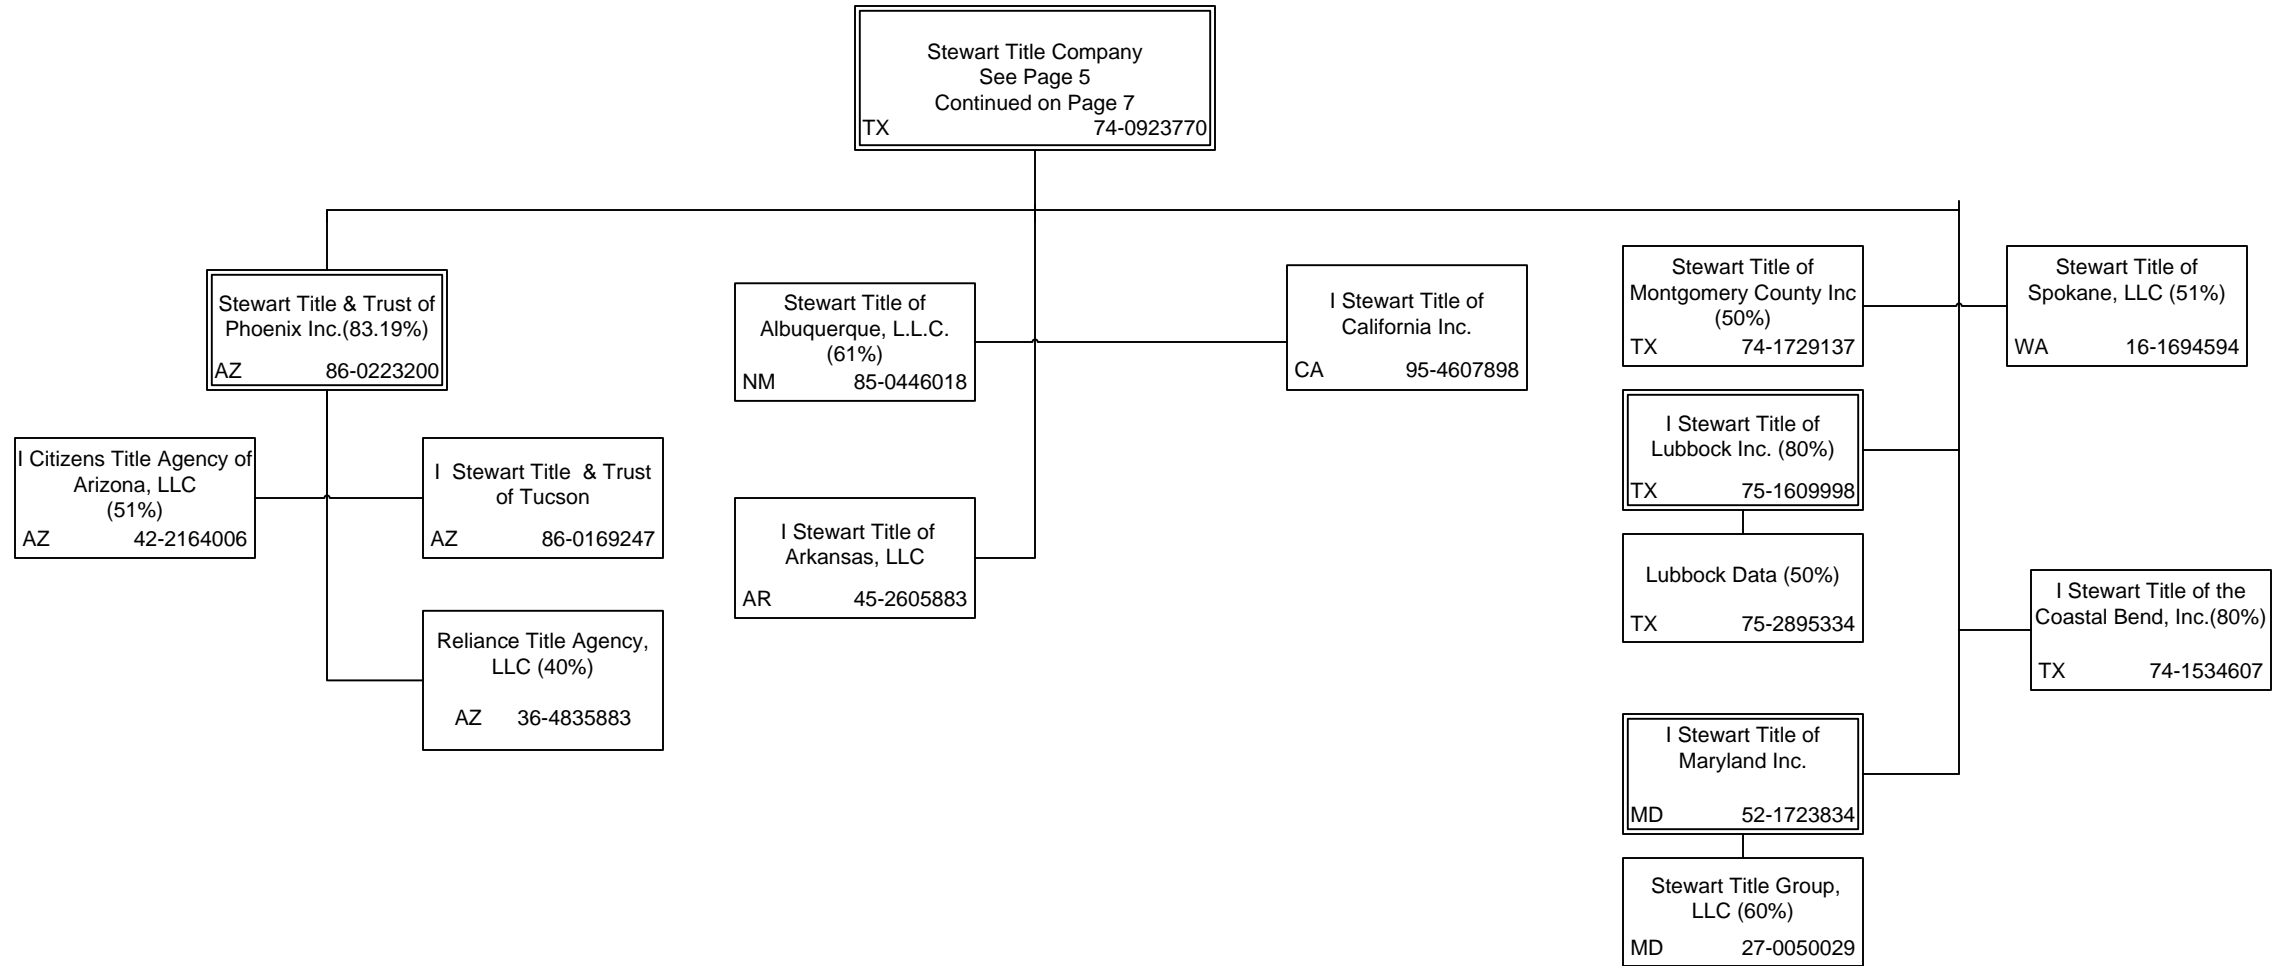 Stewart Title Company
See Page 5
Continued on Page 7
TX 74-0923770
Stewart Title & Trust of
Phoenix Inc.(83.19%)
AZ 86-0223200
I Citizens Title Agency of
Arizona, LLC
(51%)
AZ 42-2164006
I Stewart Title & Trust
of Tucson
AZ 86-0169247
Reliance Title Agency,
LLC (40%)
AZ 36-4835883
Stewart Title of
Albuquerque, L.L.C.
(61%)
NM 85-0446018
I Stewart Title of
California Inc.
CA 95-4607898
I Stewart Title of
Arkansas, LLC
AR 45-2605883
Stewart Title of
Montgomery County Inc
(50%)
TX 74-1729137
Stewart Title of
Spokane, LLC (51%)
WA 16-1694594
I Stewart Title of
Lubbock Inc. (80%)
TX 75-1609998
Lubbock Data (50%)
TX 75-2895334
I Stewart Title of the
Coastal Bend, Inc.(80%)
TX 74-1534607
I Stewart Title of
Maryland Inc.
MD 52-1723834
Stewart Title Group,
LLC (60%)
MD 27-0050029